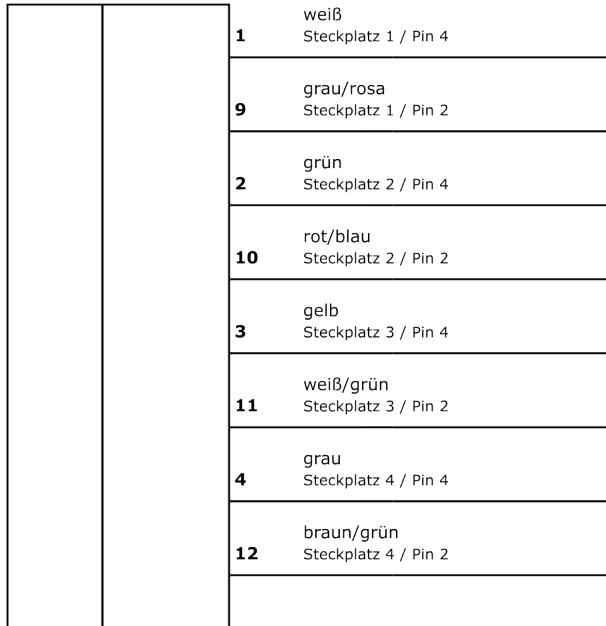 weiß
1 Steckplatz 1 / Pin 4
grau/rosa
9 Steckplatz 1 / Pin 2
grün
2 Steckplatz 2 / Pin 4
rot/blau
10 Steckplatz 2 / Pin 2
gelb
3 Steckplatz 3 / Pin 4
weiß/grün
11 Steckplatz 3 / Pin 2
grau
4 Steckplatz 4 / Pin 4
braun/grün
12 Steckplatz 4 / Pin 2